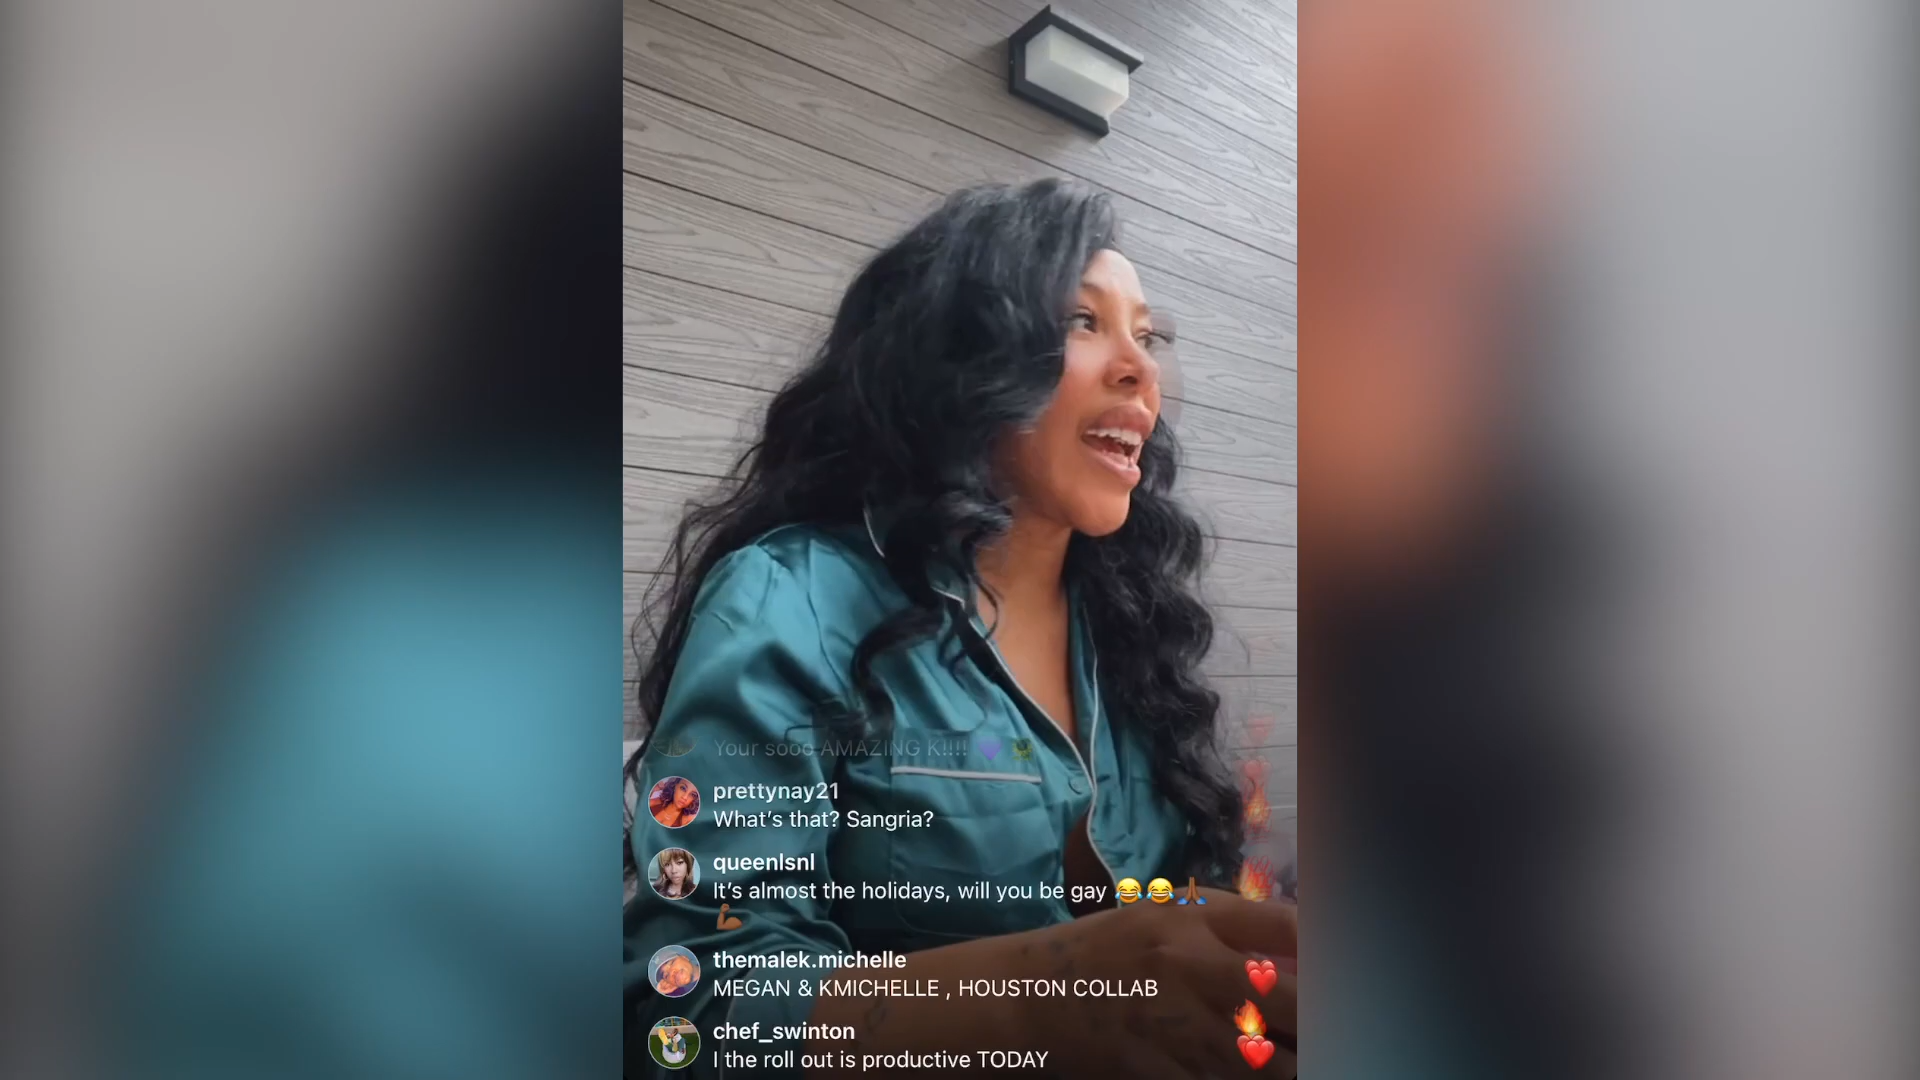 Your sooo AMAZING K!!!! 💜
prettynay21
What's that? Sangria?
queenlsnl
It's almost the holidays, will you be gay 😂😂🙏🏾
💪🏾
themalek.michelle
MEGAN & KMICHELLE , HOUSTON COLLAB
chef_swinton
I the roll out is productive TODAY